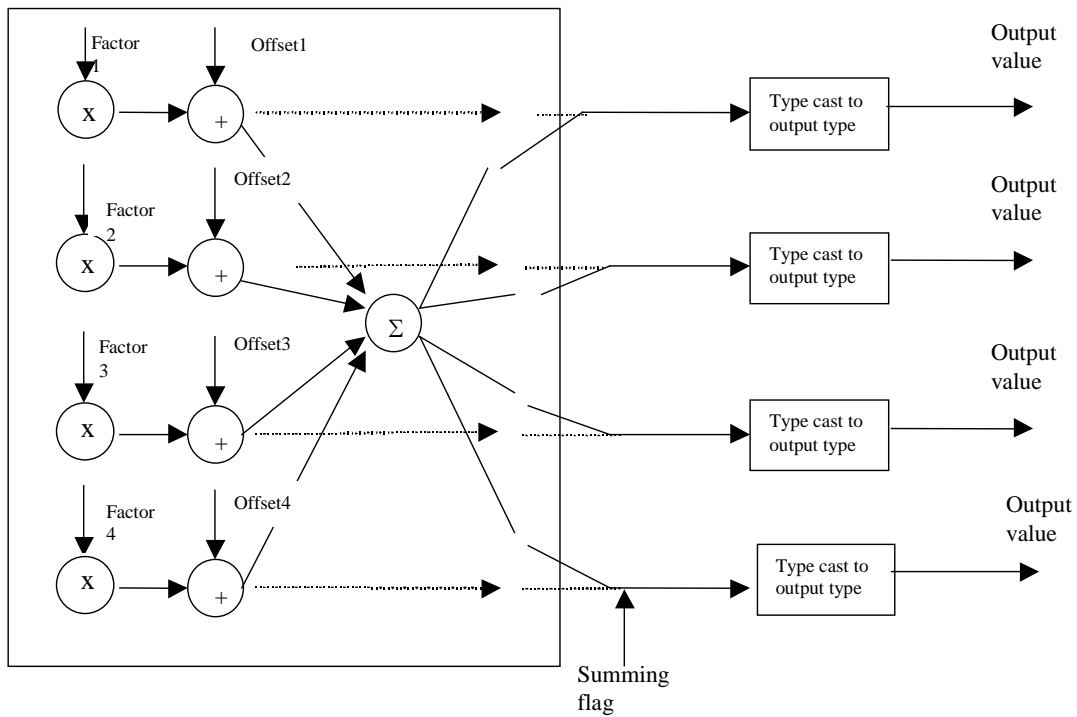 Factor
1
Offset1
Output
value
x
+
Type cast to
output type
Factor
2
Offset2
Output
value
x
+
Type cast to
output type
Σ
Factor
3
Offset3
Output
value
x
+
Type cast to
output type
Factor
4
Offset4
Output
value
x
+
Type cast to
output type
Summing
flag